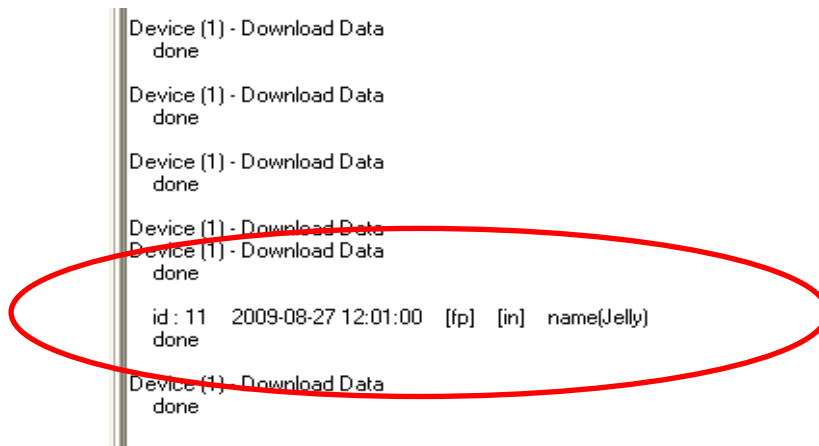 Device (1) - Download Data
done
Device (1) - Download Data
done
Device (1) - Download Data
done
Device (1) - Download Data
Device (1) - Download Data
done
id : 11 2009-08-27 12:01:00 [fp] [in] name(Jelly)
done
Device (1) - Download Data
done